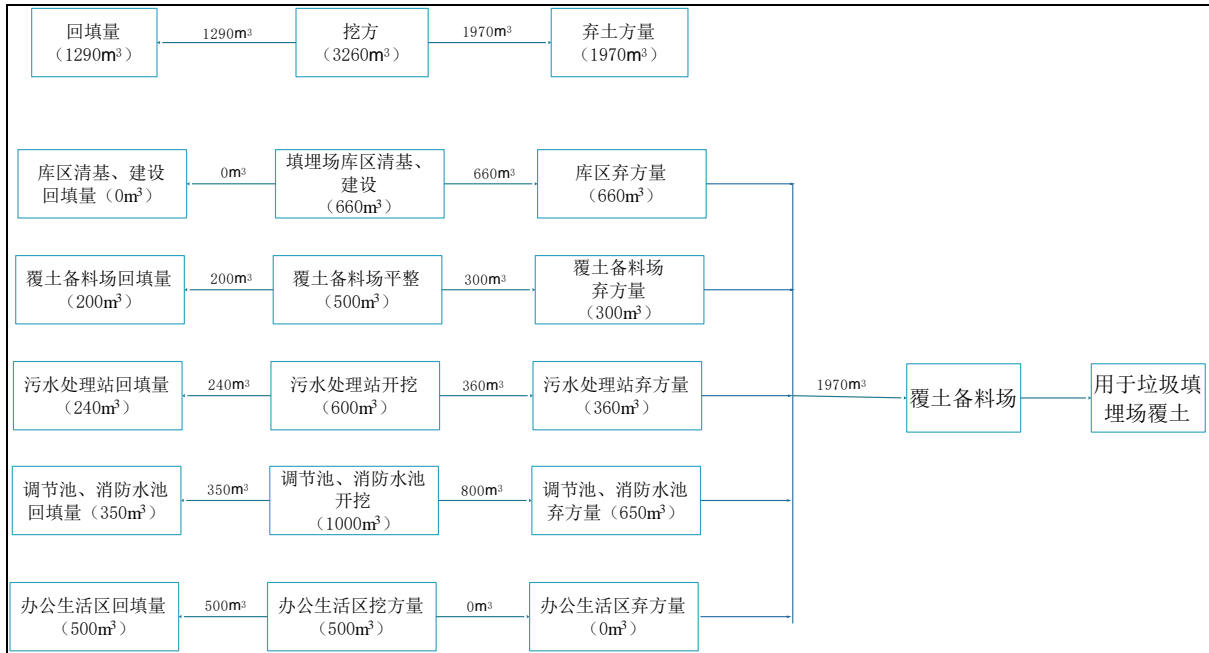 回填量
（1290m³）
1290m³
挖方
（3260m³）
1970m³
弃土方量
（1970m³）
库区清基、建设
回填量（0m³）
0m³
填埋场库区清基、
建设
（660m³）
660m³
库区弃方量
（660m³）
覆土备料场回填量
（200m³）
200m³
覆土备料场平整
（500m³）
300m³
覆土备料场
弃方量
（300m³）
污水处理站回填量
（240m³）
240m³
污水处理站开挖
（600m³）
360m³
污水处理站弃方量
（360m³）
1970m³
覆土备料场
用于垃圾填
埋场覆土
调节池、消防水池
回填量（350m³）
350m³
调节池、消防水池
开挖
（1000m³）
800m³
调节池、消防水池
弃方量（650m³）
办公生活区回填量
（500m³）
500m³
办公生活区挖方量
（500m³）
0m³
办公生活区弃方量
（0m³）